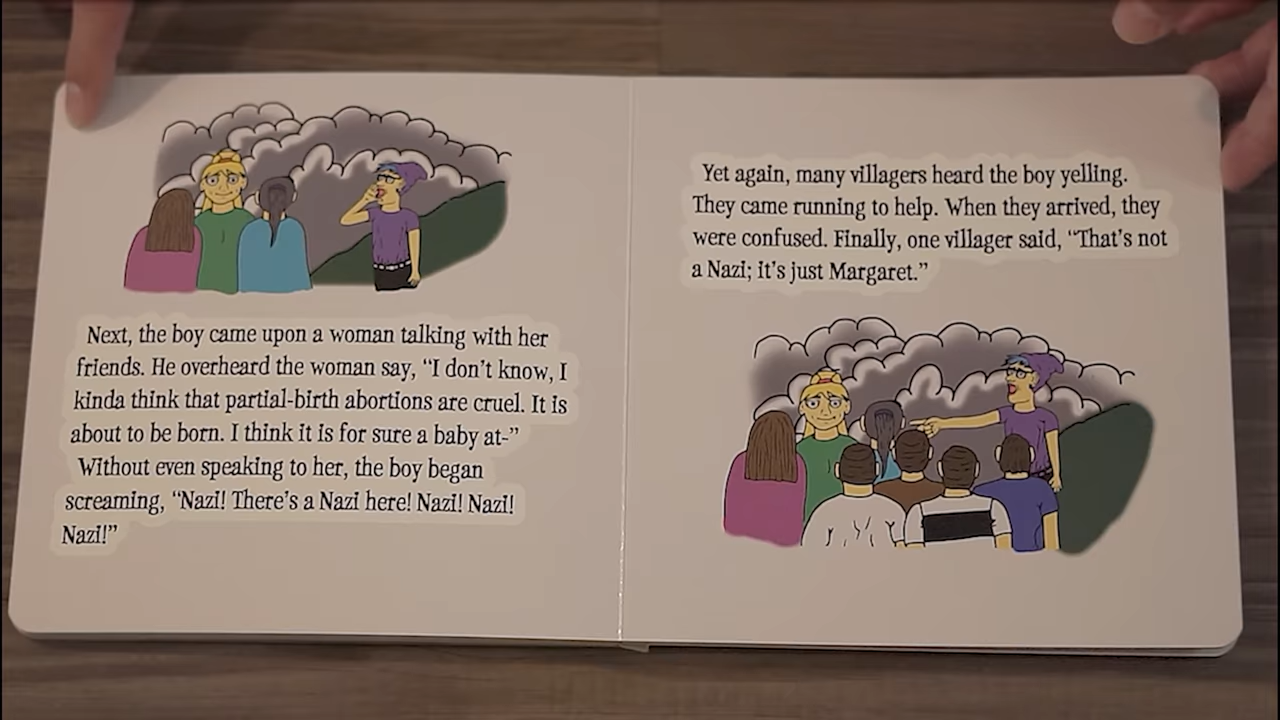 Next, the boy came upon a woman talking with her
friends. He overheard the woman say, “I don’t know, I
kinda think that partial-birth abortions are cruel. It is
about to be born. I think it is for sure a baby at-”
Without even speaking to her, the boy began
screaming, “Nazi! There’s a Nazi here! Nazi! Nazi!
Nazi!”
Yet again, many villagers heard the boy yelling.
They came running to help. When they arrived, they
were confused. Finally, one villager said, “That’s not
a Nazi; it’s just Margaret.”